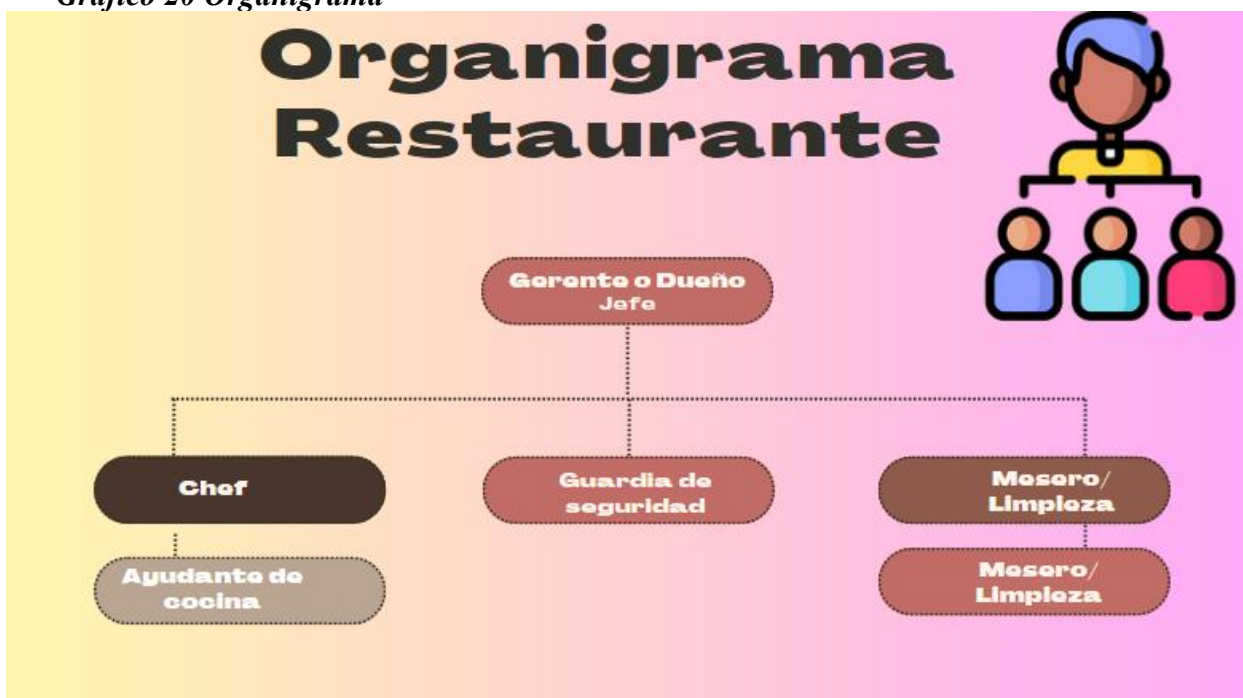 Gráfico 20 Organigrama
Organigrama
Restaurante
Gerente o Dueño
Jefe
Chef
Guardia de
seguridad
Mesero/
Limpieza
Ayudante de
cocina
Mesero/
Limpieza